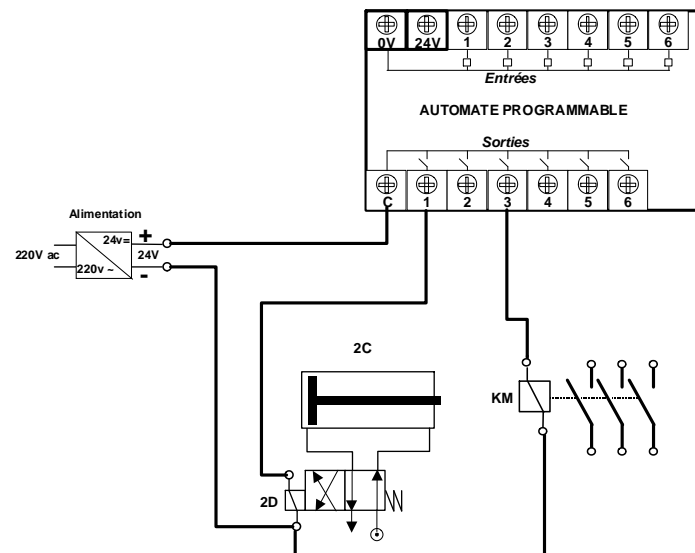 0V 24V 1 2 3 4 5 6
Entrées
AUTOMATE PROGRAMMABLE
Sorties
C 1 2 3 4 5 6
Alimentation
220V ac
24v=
220v ~
+
24V
-
2C
KM
2D